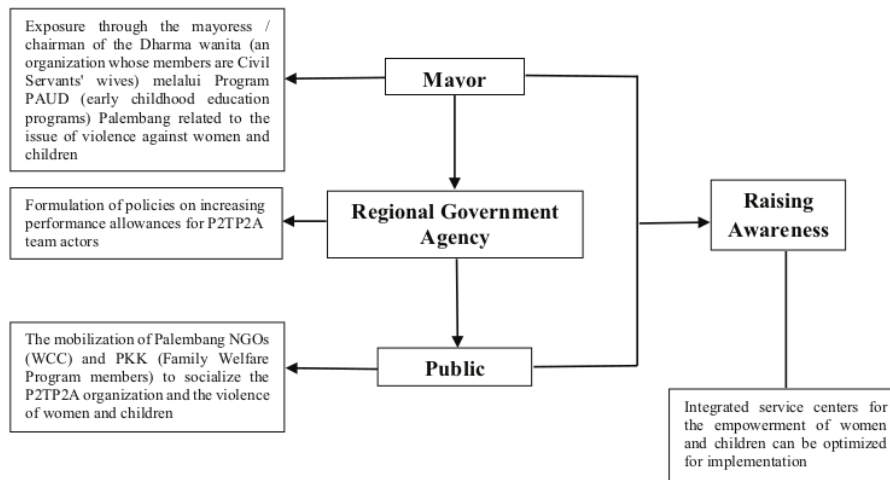 Exposure through the mayoress /
chairman of the Dharma wanita (an
organization whose members are Civil
Servants' wives) melalui Program
PAUD (early childhood education
programs) Palembang related to the
issue of violence against women and
children
Mayor
Formulation of policies on increasing
performance allowances for P2TP2A
team actors
Regional Government
Agency
Raising
Awareness
The mobilization of Palembang NGOs
(WCC) and PKK (Family Welfare
Program members) to socialize the
P2TP2A organization and the violence
of women and children
Public
Integrated service centers for
the empowerment of women
and children can be optimized
for implementation